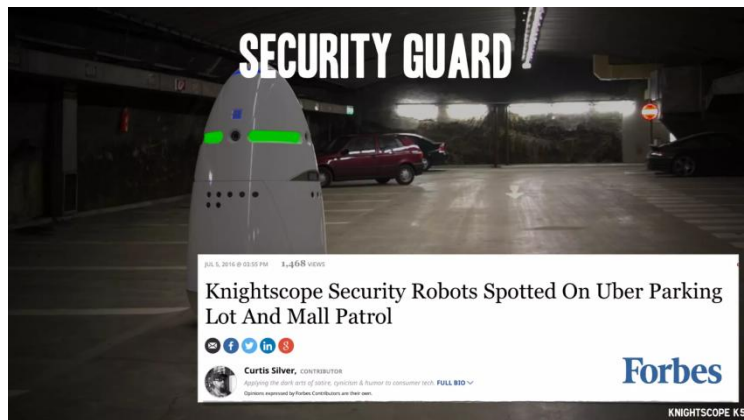 SECURITY GUARD
JUL 5, 2016 @ 03:55 PM 1,468 VIEWS
Knightscope Security Robots Spotted On Uber Parking
Lot And Mall Patrol
Curtis Silver, CONTRIBUTOR
Applying the dark arts of satire, cynicism & humor to consumer tech. FULL BIO
Opinions expressed by Forbes Contributors are their own.
Forbes
KNIGHTSCOPE K5